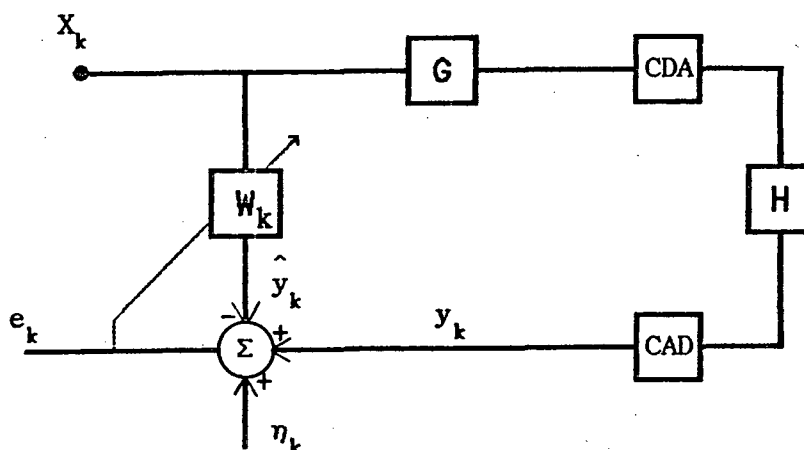 X_k
G
CDA
W_k
H
ŷ_k
-
e_k
+
y_k
Σ
CAD
+
η_k